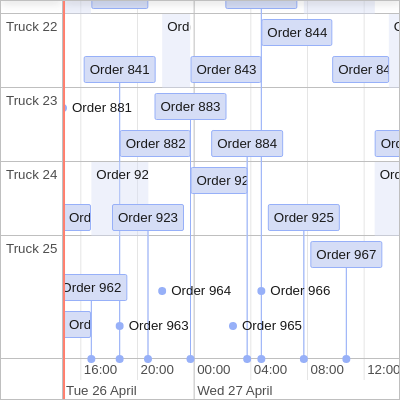 Truck 22
Ord
Order 844
Order 841
Order 843
Order 84
Truck 23
Order 881
Order 883
Order 882
Order 884
Ord
Truck 24
Order 92
Order 92
Ord
Ord
Order 923
Order 925
Truck 25
Order 967
Order 962
Order 964
Order 966
Ord
Order 963
Order 965
16:00
20:00
00:00
04:00
08:00
12:00
Tue 26 April
Wed 27 April